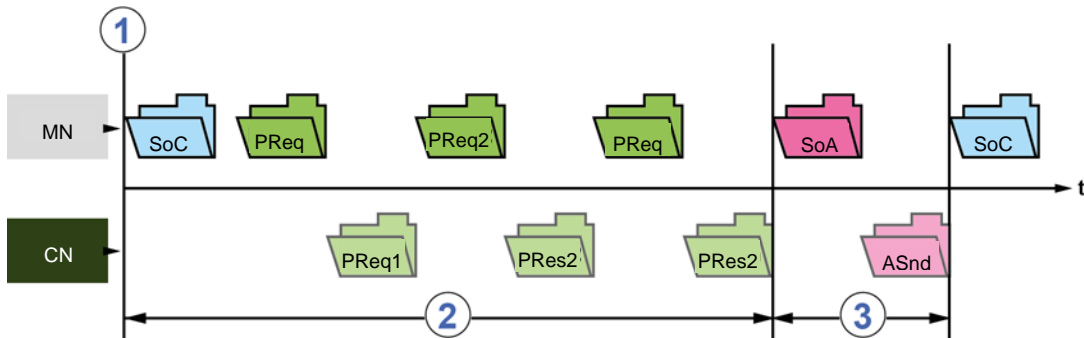 1
MN
SoC
PReq
PReq2
PReq
SoA
SoC
t
CN
PReq1
PRes2
PRes2
ASnd
2
3